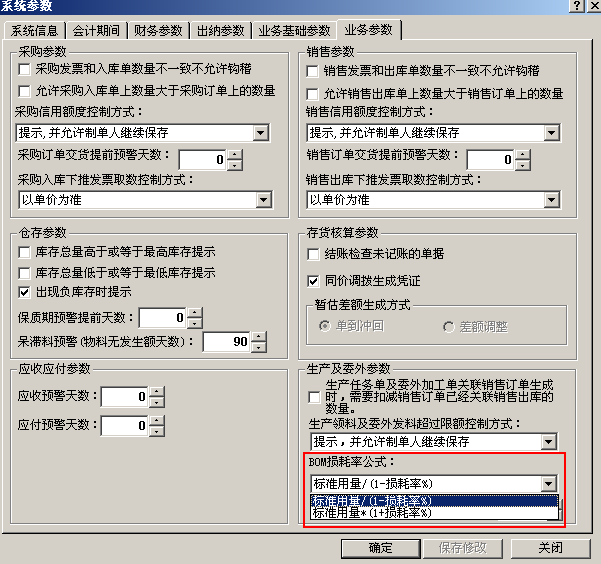 系统参数
系统信息 会计期间 财务参数 出纳参数 业务基础参数 业务参数
采购参数
采购发票和入库单数量不一致不允许钩稽
允许采购入库单上数量大于采购订单上的数量
采购信用额度控制方式：
提示,并允许制单人继续保存
采购订单交货提前预警天数： 0
采购入库下推发票取数控制方式：
以单价为准
销售参数
销售发票和出库单数量不一致不允许钩稽
允许销售出库单上数量大于销售订单上的数量
销售信用额度控制方式：
提示,并允许制单人继续保存
销售订单交货提前预警天数： 0
销售出库下推发票取数控制方式：
以单价为准
仓存参数
库存总量高于或等于最高库存提示
库存总量低于或等于最低库存提示
出现负库存时提示
保质期预警提前天数： 0
呆滞料预警(物料无发生额天数)： 90
存货核算参数
结账检查未记账的单据
同价调拨生成凭证
暂估差额生成方式
单到冲回 差额调整
应收应付参数
应收预警天数： 0
应付预警天数： 0
生产及委外参数
生产任务单及委外加工单关联销售订单生成
时，需要扣减销售订单已经关联销售出库的
数量。
生产领料及委外发料超过限额控制方式：
提示，并允许制单人继续保存
BOM损耗率公式：
标准用量/(1-损耗率%)
标准用量/(1-损耗率%)
标准用量*(1+损耗率%)
确定 保存修改 关闭